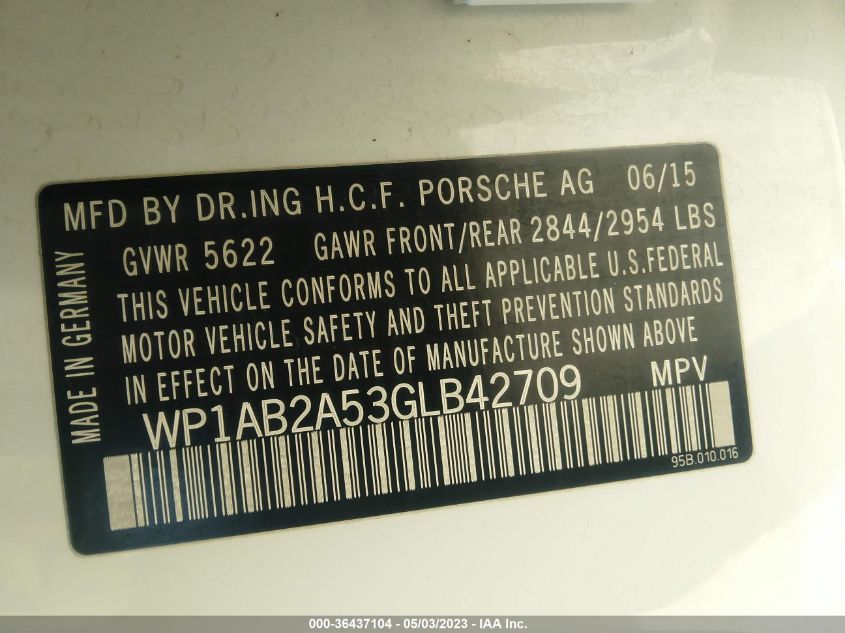 MFD BY DR.ING H.C.F. PORSCHE AG 06/15
GVWR 5622 GAWR FRONT/REAR 2844/2954 LBS
THIS VEHICLE CONFORMS TO ALL APPLICABLE U.S.FEDERAL
MOTOR VEHICLE SAFETY AND THEFT PREVENTION STANDARDS
IN EFFECT ON THE DATE OF MANUFACTURE SHOWN ABOVE
WP1AB2A53GLB42709 MPV
95B.010.016
MADE IN GERMANY
000-36437104 - 05/03/2023 - IAA Inc.